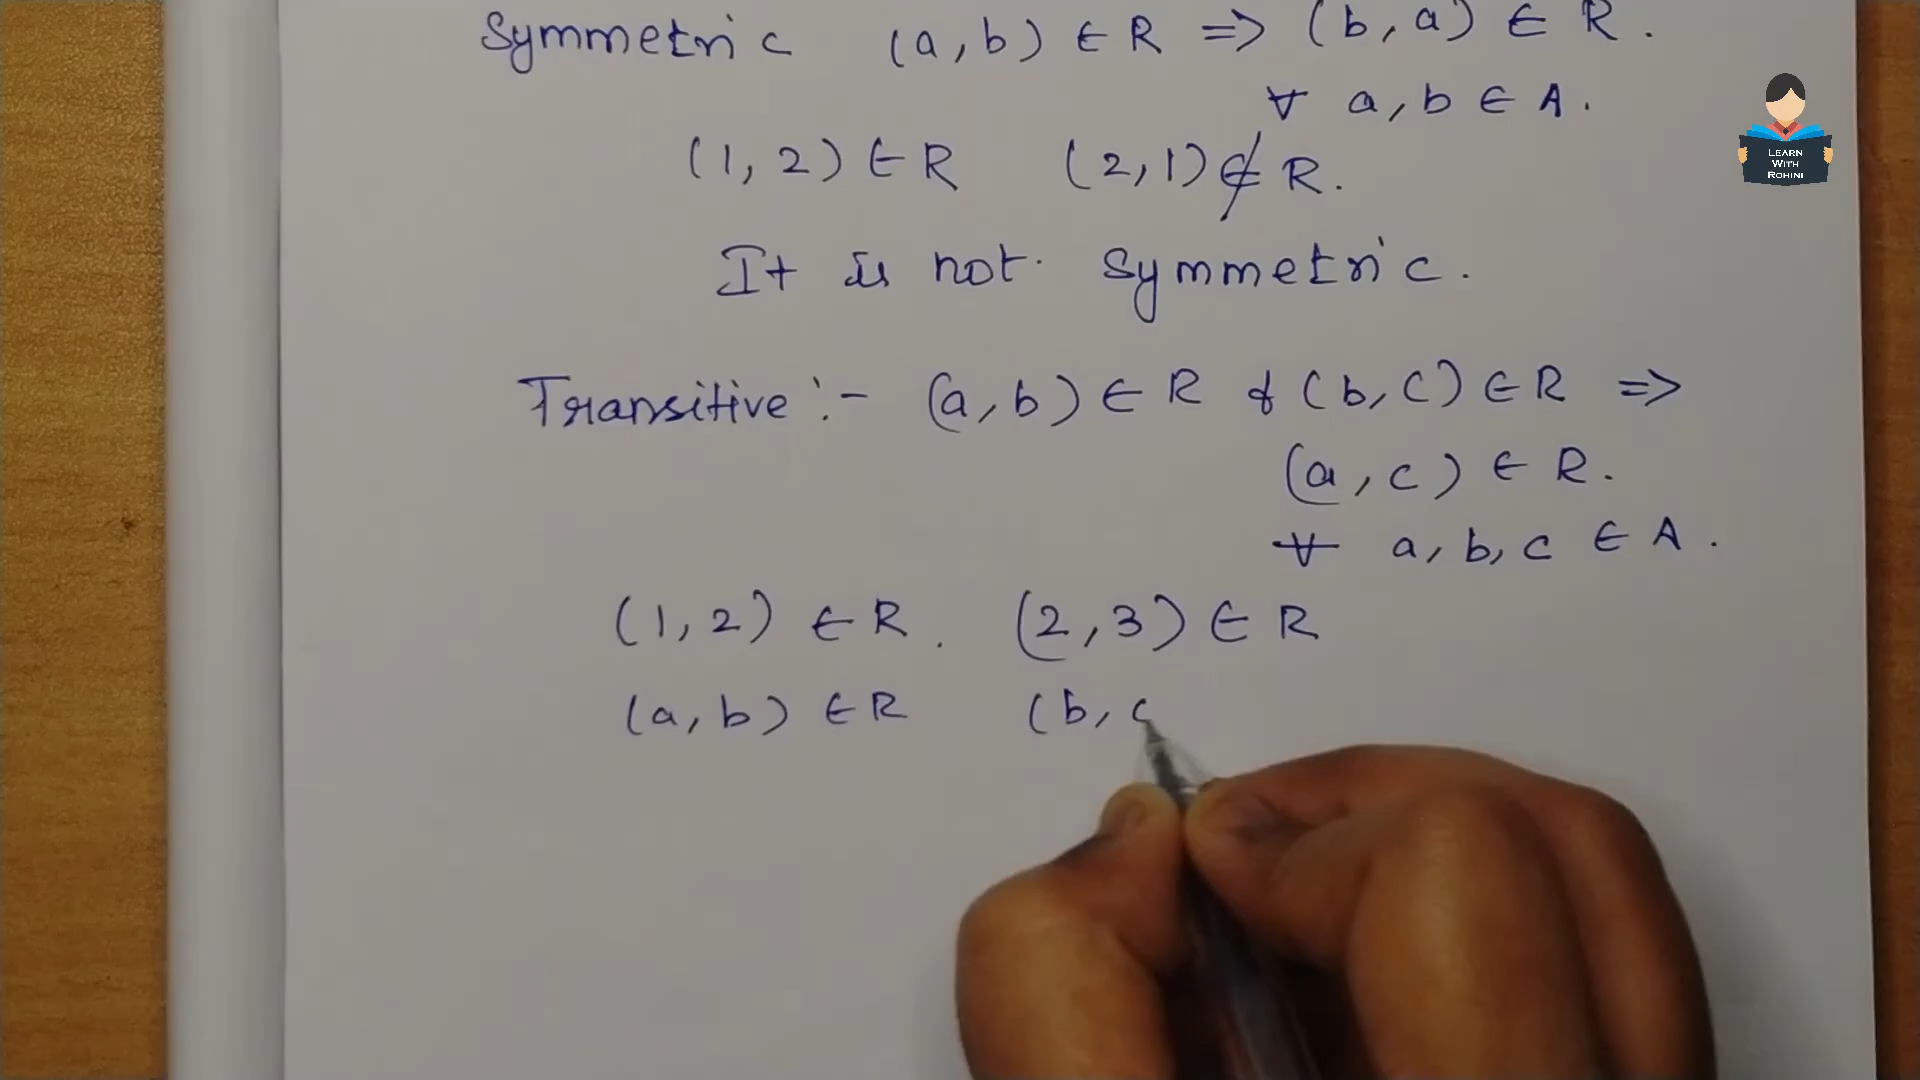 Symmetric (a, b) ∈ R => (b, a) ∈ R.
∀ a, b ∈ A.
(1, 2) ∈ R (2, 1) ∉ R.
It is not symmetric.
Transitive :- (a, b) ∈ R & (b, c) ∈ R =>
(a, c) ∈ R.
∀ a, b, c ∈ A.
(1, 2) ∈ R. (2, 3) ∈ R
(a, b) ∈ R (b, c
LEARN
WITH
ROHINI